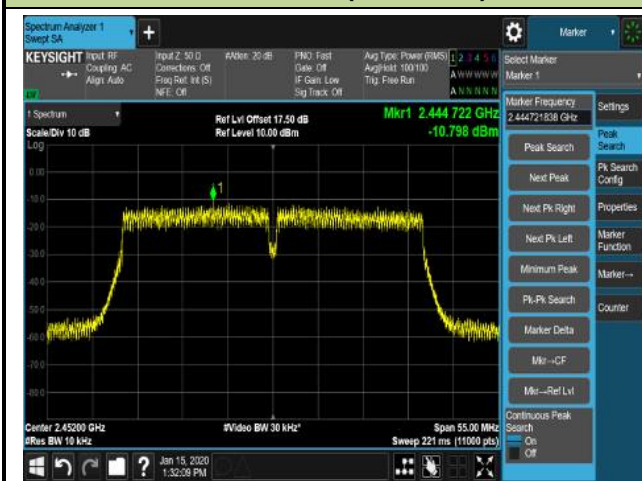 Spectrum Analyzer 1
Swept SA
Marker
KEYSIGHT
Input: RF
Coupling: AC
Align: Auto
Input Z: 50 Ω
Corrections: Off
Freq Ref: Int (S)
NFE: Off
#Atten: 20 dB
PNO: Fast
Gate: Off
IF Gain: Low
Sig Track: Off
Avg Type: Power (RMS)
Avg|Hold: 100/100
Trig: Free Run
1 2 3 4 5 6
A W W W W W
A N N N N N
Select Marker
Marker 1
1 Spectrum
Scale/Div 10 dB
Log
Ref Lvl Offset 17.50 dB
Ref Level 10.00 dBm
Mkr1 2.444 722 GHz
-10.798 dBm
0.00
-10.0
-20.0
-30.0
-40.0
-50.0
-60.0
-70.0
-80.0
1
Center 2.45200 GHz
#Res BW 10 kHz
#Video BW 30 kHz*
Span 55.00 MHz
Sweep 221 ms (11000 pts)
Marker Frequency
2.444721838 GHz
Peak Search
Next Peak
Next Pk Right
Next Pk Left
Minimum Peak
Pk-Pk Search
Marker Delta
Mkr→CF
Mkr→Ref Lvl
Continuous Peak
Search
On
Off
Settings
Peak
Search
Pk Search
Config
Properties
Marker
Function
Marker→
Counter
Jan 15, 2020
1:32:09 PM